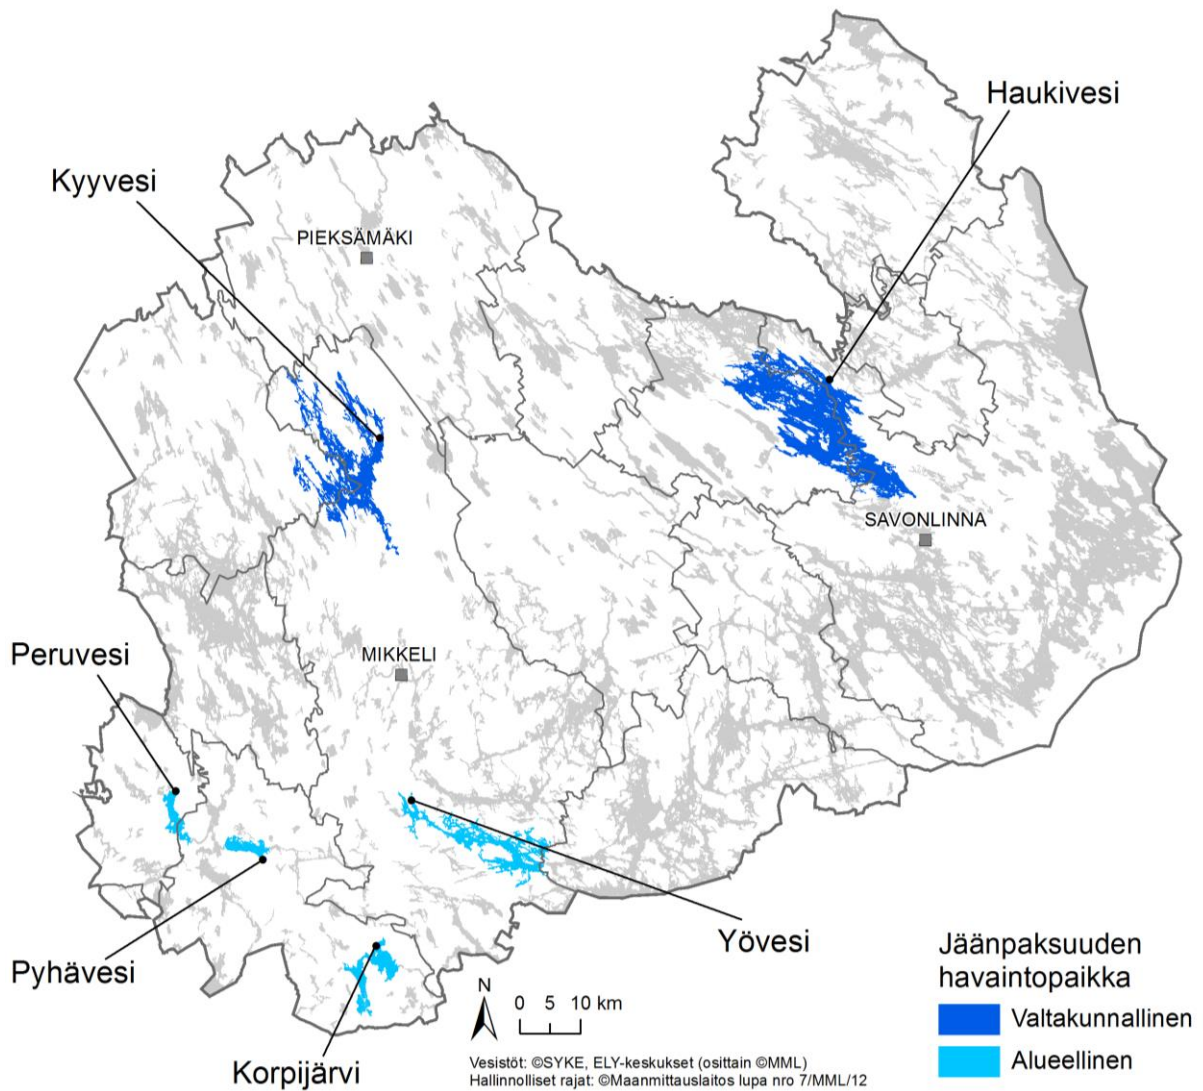 Haukivesi
Kyyvesi
PIEKSÄMÄKI
SAVONLINNA
Peruvesi
MIKKELI
Yövesi
Pyhävesi
Korpijärvi
N
0 5 10 km
Jäänpaksuuden
havaintopaikka
Valtakunnallinen
Alueellinen
Vesistöt: ©SYKE, ELY-keskukset (osittain ©MML)
Hallinnolliset rajat: ©Maanmittauslaitos lupa nro 7/MML/12